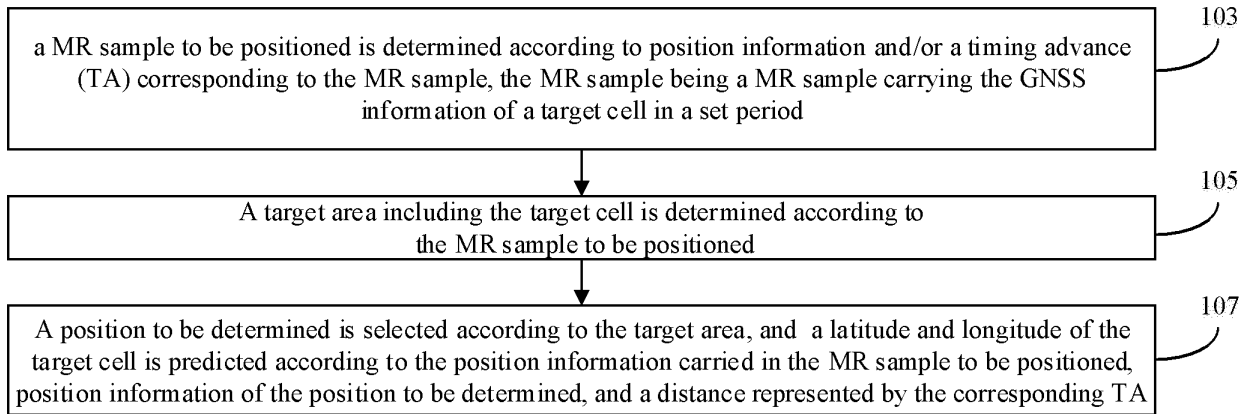 103
a MR sample to be positioned is determined according to position information and/or a timing advance
(TA) corresponding to the MR sample, the MR sample being a MR sample carrying the GNSS
information of a target cell in a set period
105
A target area including the target cell is determined according to
the MR sample to be positioned
107
A position to be determined is selected according to the target area, and a latitude and longitude of the
target cell is predicted according to the position information carried in the MR sample to be positioned,
position information of the position to be determined, and a distance represented by the corresponding TA